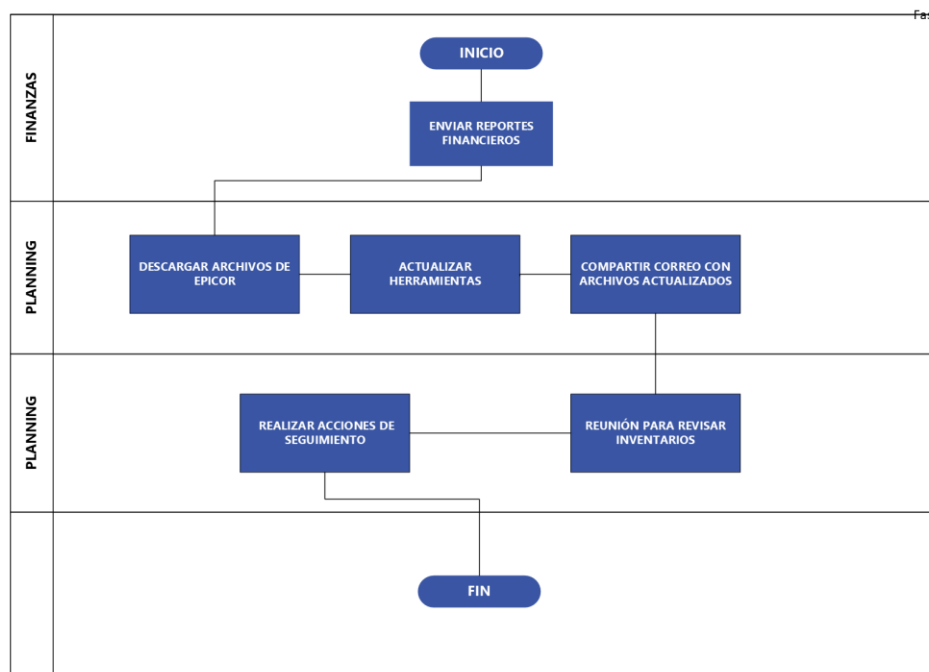 Fas
FINANZAS
INICIO
ENVIAR REPORTES
FINANCIEROS
PLANNING
DESCARGAR ARCHIVOS DE
EPICOR
ACTUALIZAR
HERRAMIENTAS
COMPARTIR CORREO CON
ARCHIVOS ACTUALIZADOS
PLANNING
REALIZAR ACCIONES DE
SEGUIMIENTO
REUNIÓN PARA REVISAR
INVENTARIOS
FIN